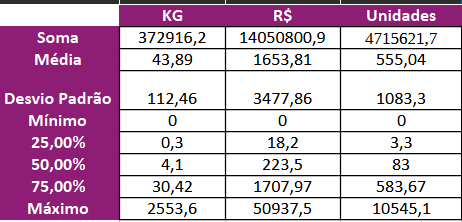 KG R$ Unidades
Soma 372916,2 14050800,9 4715621,7
Média 43,89 1653,81 555,04
Desvio Padrão 112,46 3477,86 1083,3
Mínimo 0 0 0
25,00% 0,3 18,2 3,3
50,00% 4,1 223,5 83
75,00% 30,42 1707,97 583,67
Máximo 2553,6 50937,5 10545,1